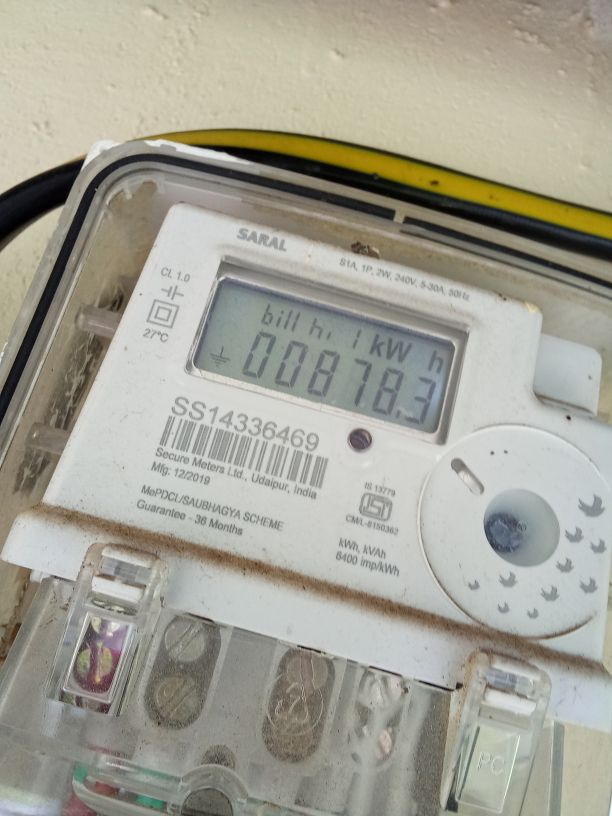 SARAL
S1A, 1P, 2W, 240V, 5-30A, 50Hz
CL 1.0
27°C
bill hi 1 kW h
00878.3
SS14336469
Secure Meters Ltd., Udaipur, India
Mfg: 12/2019
MePDCL/SAUBHAGYA SCHEME
Guarantee - 36 Months
IS 13779
CM/L-8150362
kWh, kVAh
6400 imp/kWh
PC